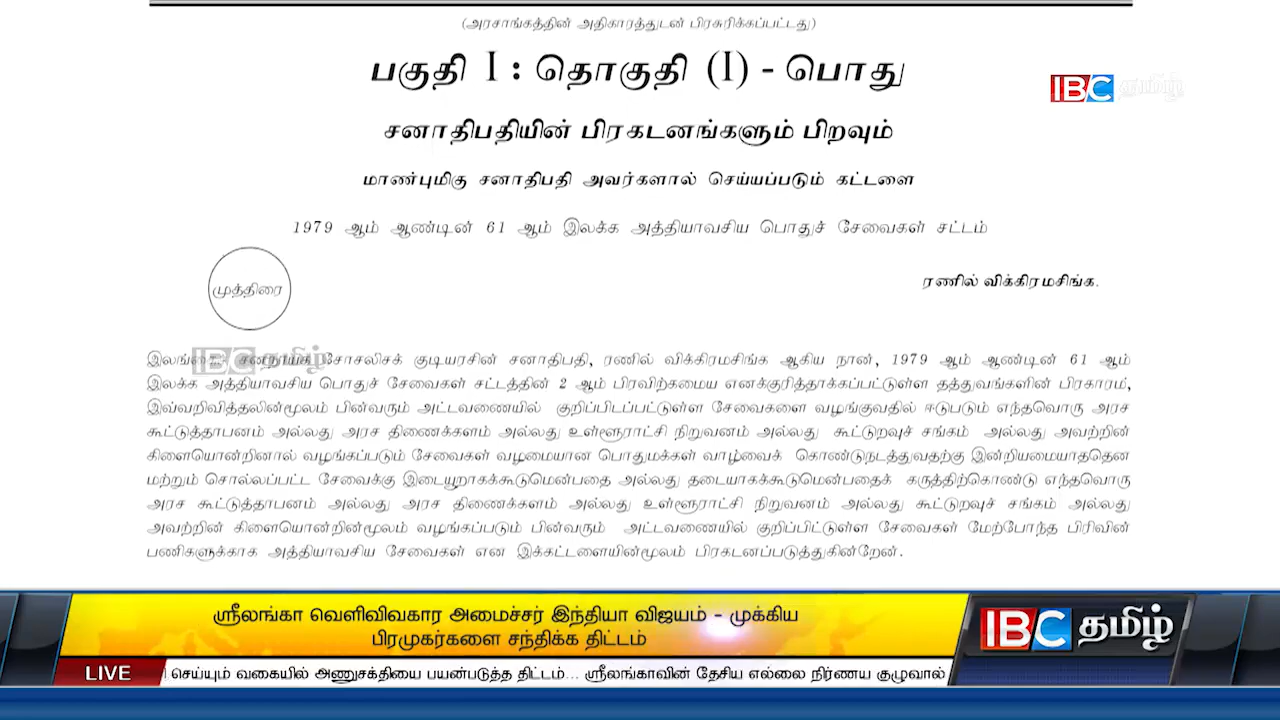 (அரசாங்கத்தின் அதிகாரத்துடன் பிரசுரிக்கப்பட்டது)
பகுதி I : தொகுதி (I) - பொது
IBC தமிழ்
சனாதிபதியின் பிரகடனங்களும் பிறவும்
மாண்புமிகு சனாதிபதி அவர்களால் செய்யப்படும் கட்டளை
1979 ஆம் ஆண்டின் 61 ஆம் இலக்க அத்தியாவசிய பொதுச் சேவைகள் சட்டம்
முத்திரை
ரணில் விக்கிரமசிங்க.
இலங்கை சனநாயக சோசலிசக் குடியரசின் சனாதிபதி, ரணில் விக்கிரமசிங்க ஆகிய நான், 1979 ஆம் ஆண்டின் 61 ஆம்
இலக்க அத்தியாவசிய பொதுச் சேவைகள் சட்டத்தின் 2 ஆம் பிரவிற்கமைய எனக்குரித்தாக்கப்பட்டுள்ள தத்துவங்களின் பிரகாரம்,
இவ்வறிவித்தலின்மூலம் பின்வரும் அட்டவணையில் குறிப்பிடப்பட்டுள்ள சேவைகளை வழங்குவதில் ஈடுபடும் எந்தவொரு அரச
கூட்டுத்தாபனம் அல்லது அரச திணைக்களம் அல்லது உள்ளூராட்சி நிறுவனம் அல்லது கூட்டுறவுச் சங்கம் அல்லது அவற்றின்
கிளையொன்றினால் வழங்கப்படும் சேவைகள் வழமையான பொதுமக்கள் வாழ்வைக் கொண்டுநடத்துவதற்கு இன்றியமையாததென
மற்றும் சொல்லப்பட்ட சேவைக்கு இடையூறாகக்கூடுமென்பதை அல்லது தடையாகக்கூடுமென்பதைக் கருத்திற்கொண்டு எந்தவொரு
அரச கூட்டுத்தாபனம் அல்லது அரச திணைக்களம் அல்லது உள்ளூராட்சி நிறுவனம் அல்லது கூட்டுறவுச் சங்கம் அல்லது
அவற்றின் கிளையொன்றின்மூலம் வழங்கப்படும் பின்வரும் அட்டவணையில் குறிப்பிட்டுள்ள சேவைகள் மேற்போந்த பிரிவின்
பணிகளுக்காக அத்தியாவசிய சேவைகள் என இக்கட்டளையின்மூலம் பிரகடனப்படுத்துகின்றேன்.
IBC தமிழ்
ஸ்ரீலங்கா வெளிவிவகார அமைச்சர் இந்தியா விஜயம் - முக்கிய
பிரமுகர்களை சந்திக்க திட்டம்
IBC தமிழ்
LIVE
செய்யும் வகையில் அணுசக்தியை பயன்படுத்த திட்டம்... ஸ்ரீலங்காவின் தேசிய எல்லை நிர்ணய குழுவால்